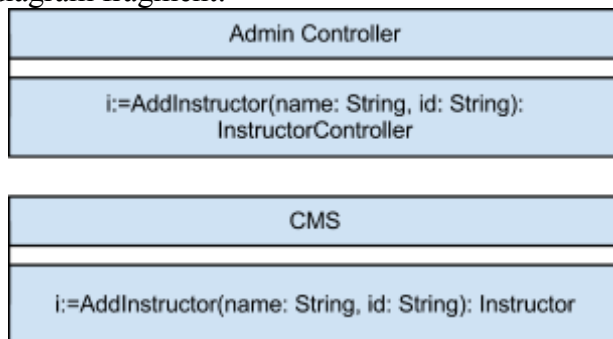 Admin Controller
i:=AddInstructor(name: String, id: String):
InstructorController
CMS
i:=AddInstructor(name: String, id: String): Instructor